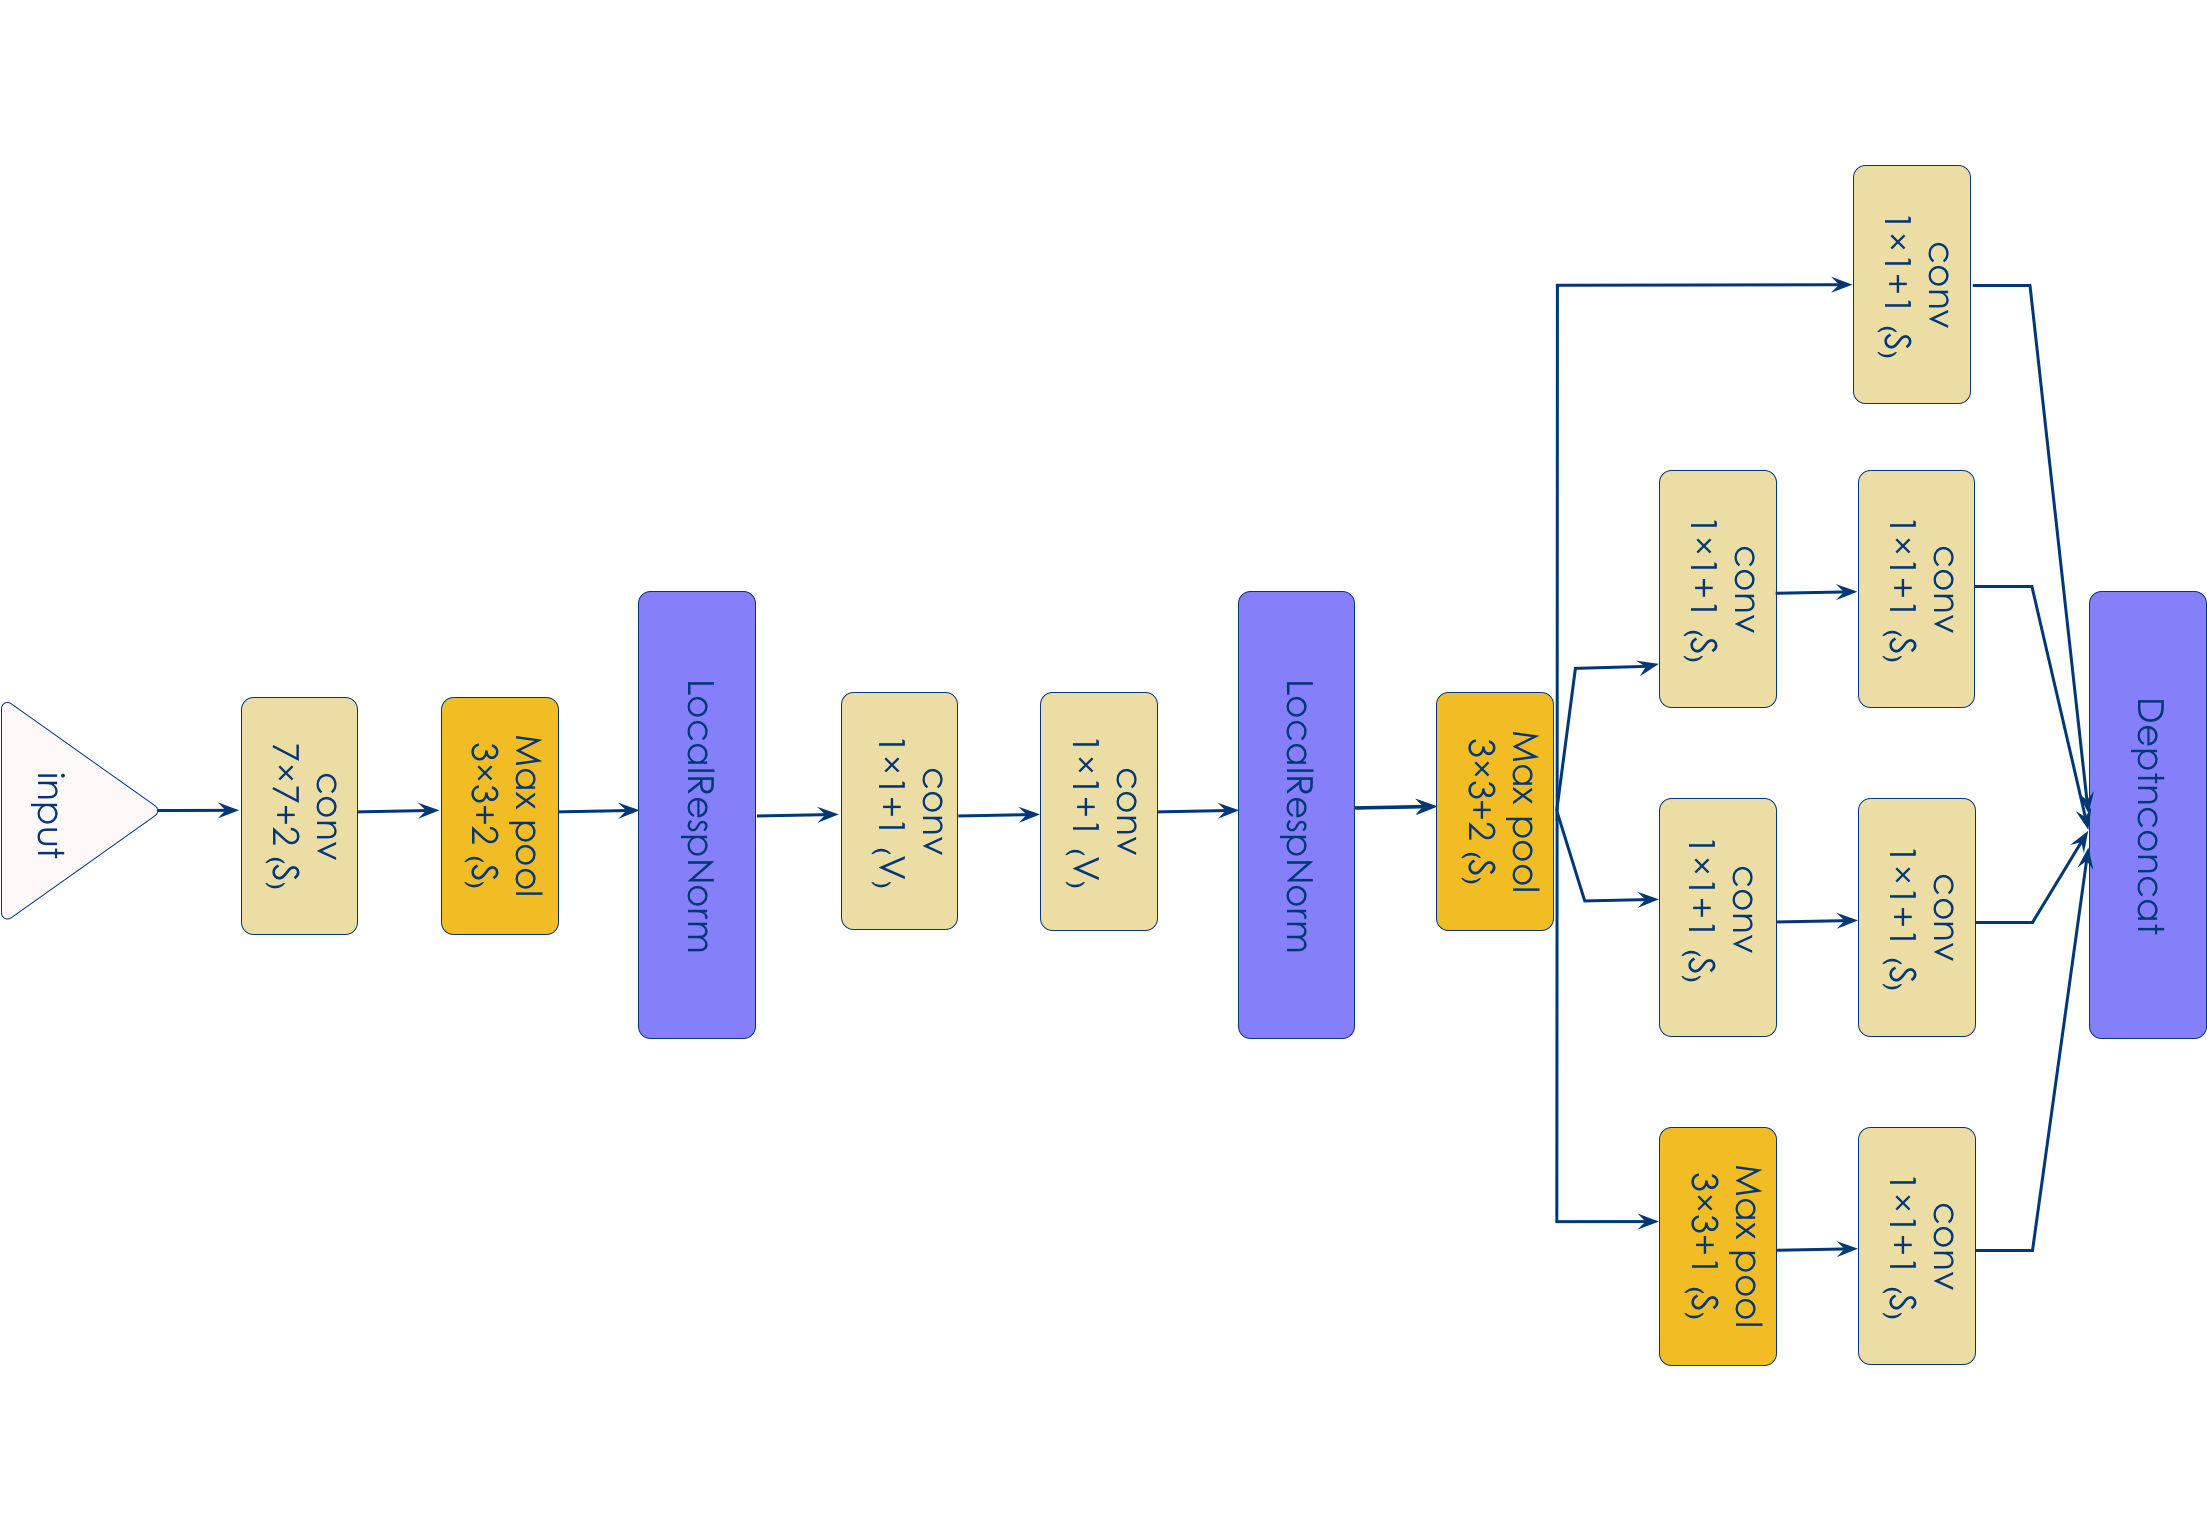 input
conv
7×7+2 (S)
Max pool
3×3+2 (S)
LocalRespNorm
conv
1×1+1 (V)
conv
1×1+1 (V)
LocalRespNorm
Max pool
3×3+2 (S)
conv
1×1+1 (S)
conv
1×1+1 (S)
conv
1×1+1 (S)
conv
1×1+1 (S)
conv
1×1+1 (S)
Max pool
3×3+1 (S)
conv
1×1+1 (S)
Deptnconcat